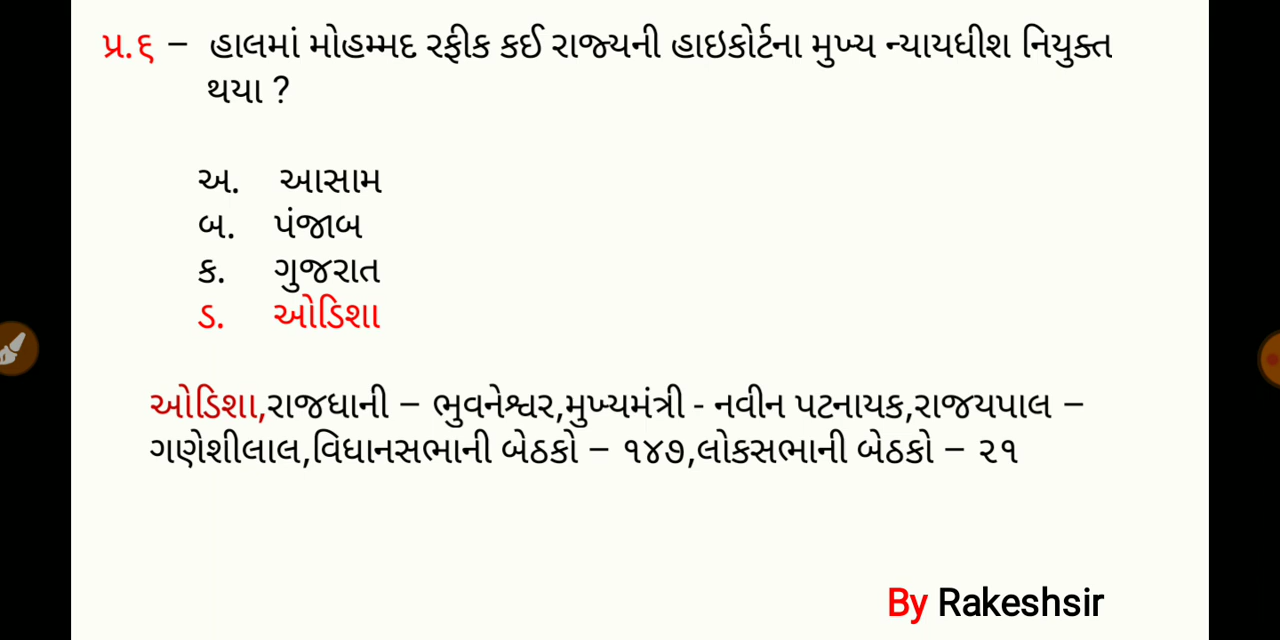 પ્ર.૬ – હાલમાં મોહમ્મદ રફીક કઈ રાજ્યની હાઇકોર્ટના મુખ્ય ન્યાયધીશ નિયુક્ત
થયા ?
અ. આસામ
બ. પંજાબ
ક. ગુજરાત
ડ. ઓડિશા
ઓડિશા,રાજધાની – ભુવનેશ્વર,મુખ્યમંત્રી - નવીન પટનાયક,રાજયપાલ –
ગણેશીલાલ,વિધાનસભાની બેઠકો – ૧૪૭,લોકસભાની બેઠકો – ૨૧
By Rakeshsir